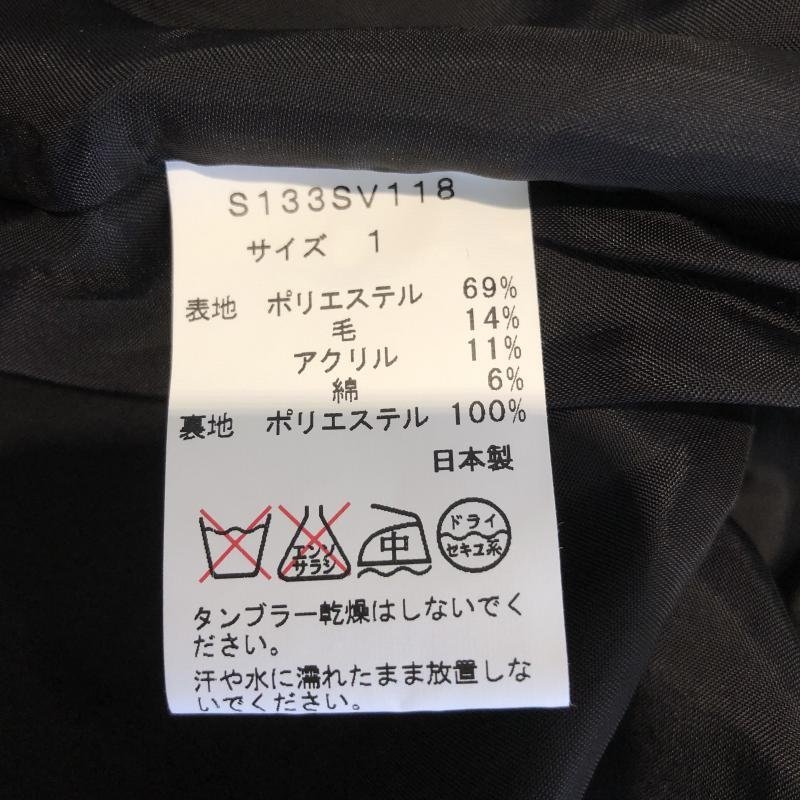 S133SV118
サイズ 1
表地 ポリエステル 69%
毛 14%
アクリル 11%
綿 6%
裏地 ポリエステル 100%
日本製
エンソサラシ 中 ドライ セキユ系
タンブラー乾燥はしないでく
ださい。
汗や水に濡れたまま放置しな
いでください。